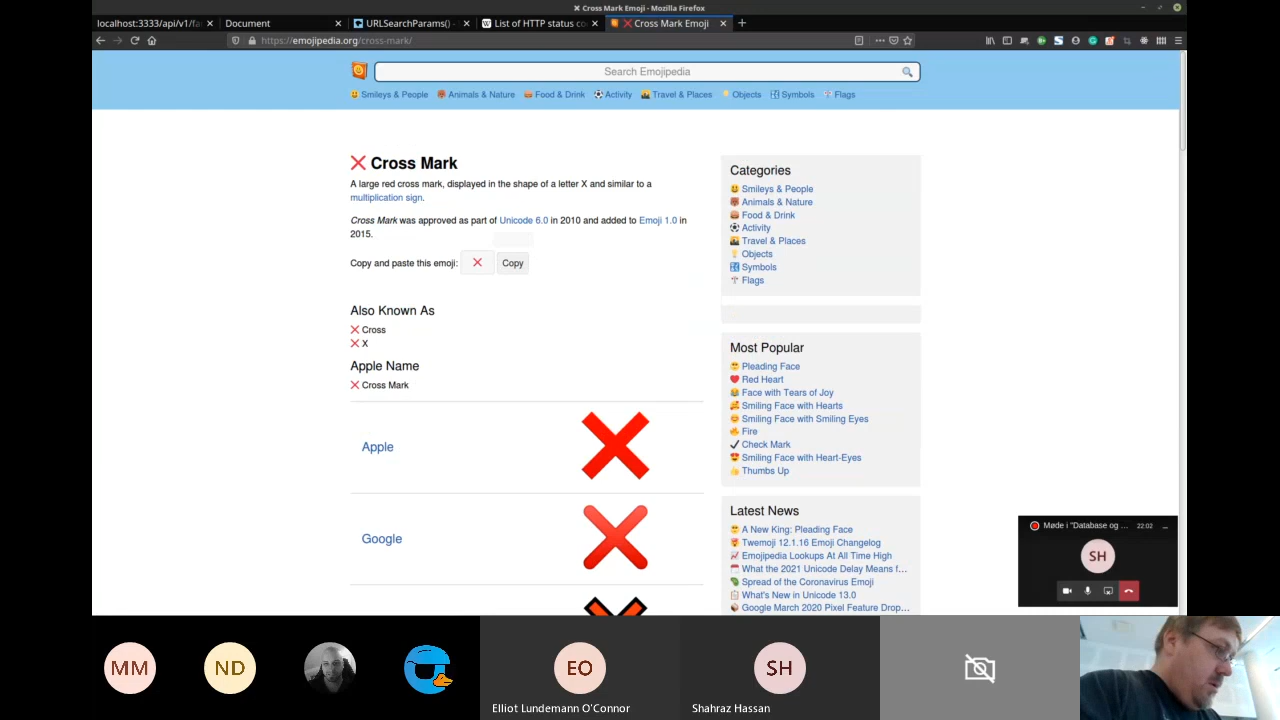 Cross Mark Emoji - Mozilla Firefox
localhost:3333/api/v1/fa
Document
URLSearchParams() -
List of HTTP status co
Cross Mark Emoji
https://emojipedia.org/cross-mark/
Search Emojipedia
Smileys & People
Animals & Nature
Food & Drink
Activity
Travel & Places
Objects
Symbols
Flags
❌ Cross Mark
A large red cross mark, displayed in the shape of a letter X and similar to a
multiplication sign.
Cross Mark was approved as part of Unicode 6.0 in 2010 and added to Emoji 1.0 in
2015.
Copy and paste this emoji: ❌ Copy
Also Known As
❌ Cross
❌ X
Apple Name
❌ Cross Mark
Apple
Google
Categories
Smileys & People
Animals & Nature
Food & Drink
Activity
Travel & Places
Objects
Symbols
Flags
Most Popular
Pleading Face
Red Heart
Face with Tears of Joy
Smiling Face with Hearts
Smiling Face with Smiling Eyes
Fire
Check Mark
Smiling Face with Heart-Eyes
Thumbs Up
Latest News
A New King: Pleading Face
Twemoji 12.1.16 Emoji Changelog
Emojipedia Lookups At All Time High
What the 2021 Unicode Delay Means f...
Spread of the Coronavirus Emoji
What's New in Unicode 13.0
Google March 2020 Pixel Feature Drop...
Møde i "Database og ... 22:02
SH
MM
ND
EO
SH
Elliot Lundemann O'Connor
Shahraz Hassan